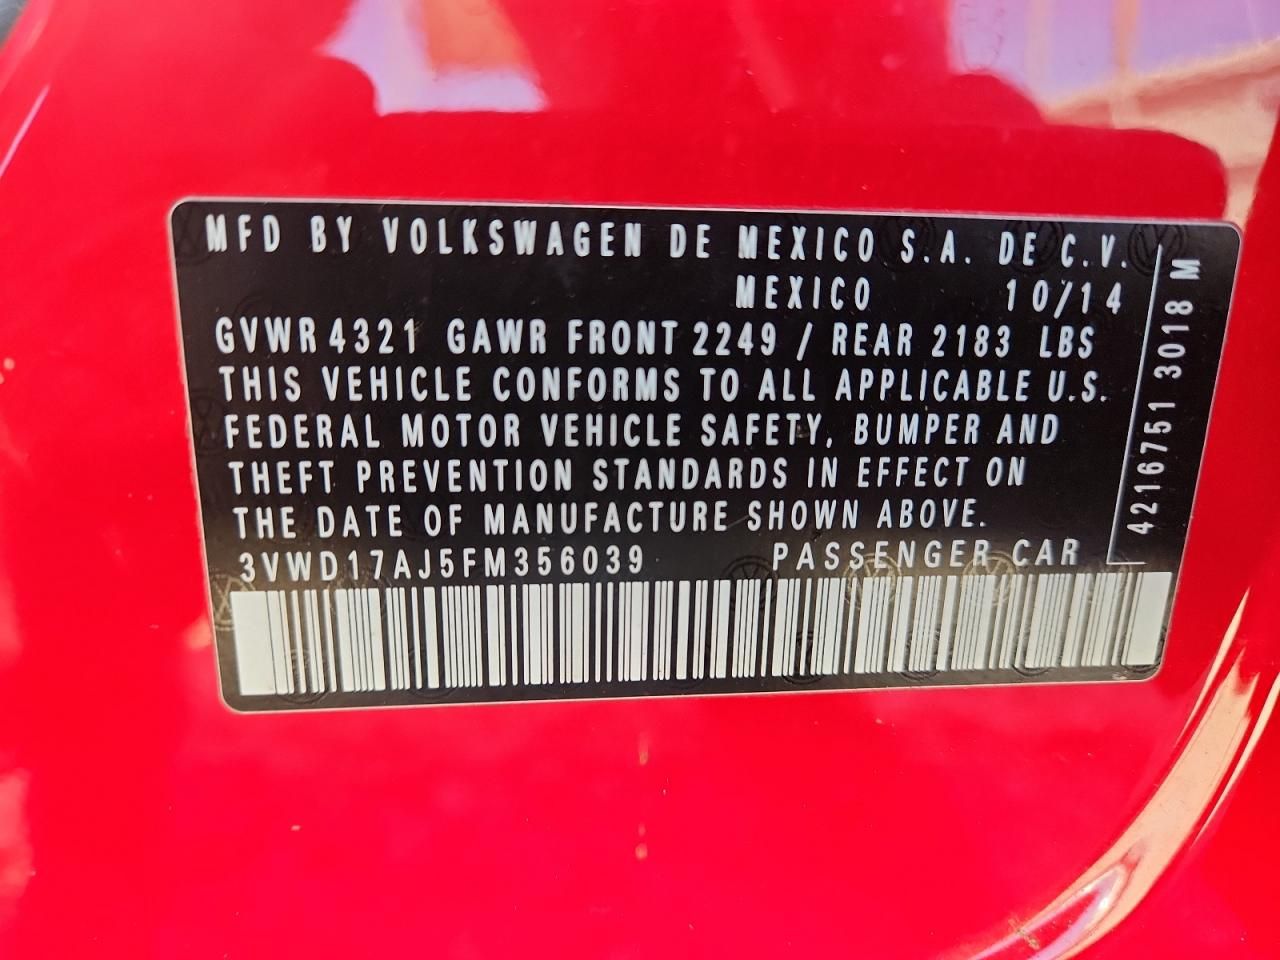 MFD BY VOLKSWAGEN DE MEXICO S.A. DE C.V.
MEXICO 10/14
GVWR 4321 GAWR FRONT 2249 / REAR 2183 LBS
THIS VEHICLE CONFORMS TO ALL APPLICABLE U.S.
FEDERAL MOTOR VEHICLE SAFETY, BUMPER AND
THEFT PREVENTION STANDARDS IN EFFECT ON
THE DATE OF MANUFACTURE SHOWN ABOVE.
3VWD17AJ5FM356039 PASSENGER CAR
4216751 3018 M